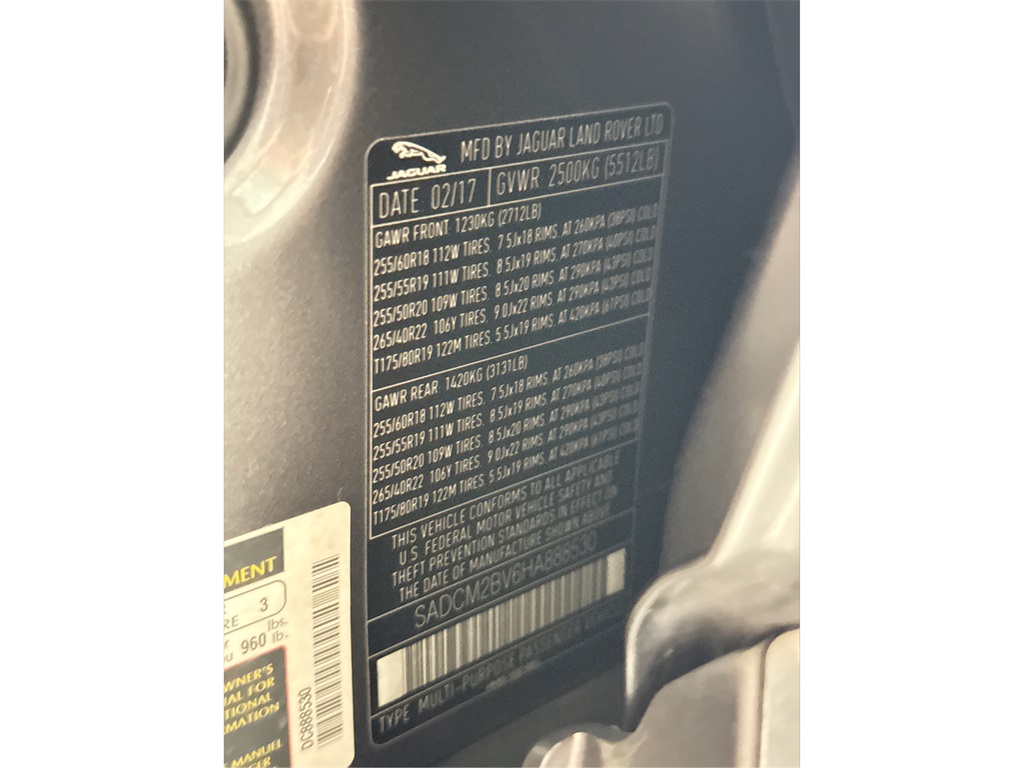 JAGUAR
MFD BY JAGUAR LAND ROVER LTD
DATE 02/17
GVWR 2500KG (5512LB)
GAWR FRONT 1230KG (2712LB)
255/60R18 112W TIRES, 7.5Jx18 RIMS, AT 260KPA (38PSI) COLD
255/55R19 111W TIRES, 8.5Jx19 RIMS, AT 270KPA (40PSI) COLD
255/50R20 109W TIRES, 8.5Jx20 RIMS, AT 290KPA (43PSI) COLD
265/40R22 106Y TIRES, 9.0Jx22 RIMS, AT 290KPA (43PSI) COLD
T175/80R19 122M TIRES, 5.5Jx19 RIMS, AT 420KPA (61PSI) COLD
GAWR REAR 1420KG (3131LB)
255/60R18 112W TIRES, 7.5Jx18 RIMS, AT 260KPA (38PSI) COLD
255/55R19 111W TIRES, 8.5Jx19 RIMS, AT 270KPA (40PSI) COLD
255/50R20 109W TIRES, 8.5Jx20 RIMS, AT 290KPA (43PSI) COLD
265/40R22 106Y TIRES, 9.0Jx22 RIMS, AT 290KPA (43PSI) COLD
T175/80R19 122M TIRES, 5.5Jx19 RIMS, AT 420KPA (61PSI) COLD
THIS VEHICLE CONFORMS TO ALL APPLICABLE
U.S. FEDERAL MOTOR VEHICLE SAFETY AND
THEFT PREVENTION STANDARDS IN EFFECT ON
THE DATE OF MANUFACTURE SHOWN ABOVE
SADCM2BV6HA888530
TYPE MULTI-PURPOSE PASSENGER
3
lbs.
960 lb.
DC888530